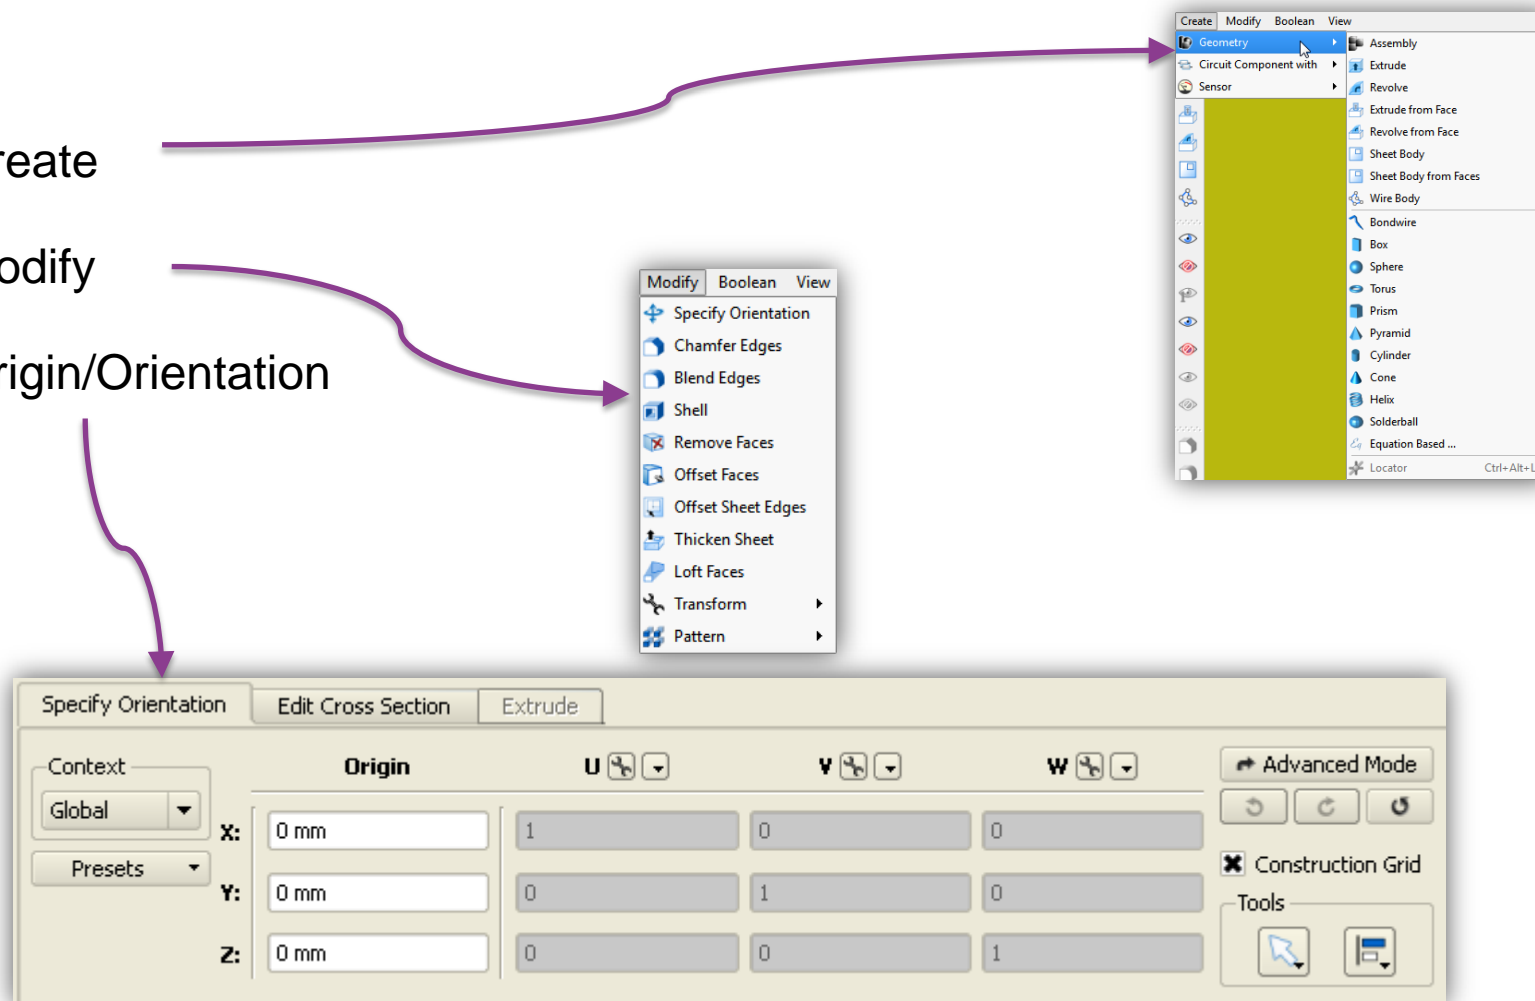 Create Modify Boolean View
Geometry
Circuit Component with
Sensor
Assembly
Extrude
Revolve
Extrude from Face
Revolve from Face
Sheet Body
Sheet Body from Faces
Wire Body
Bondwire
Box
Sphere
Torus
Prism
Pyramid
Cylinder
Cone
Helix
Solderball
Equation Based ...
Locator Ctrl+Alt+L
reate
odify
rigin/Orientation
Modify Boolean View
Specify Orientation
Chamfer Edges
Blend Edges
Shell
Remove Faces
Offset Faces
Offset Sheet Edges
Thicken Sheet
Loft Faces
Transform
Pattern
Specify Orientation Edit Cross Section Extrude
Context Origin U V W Advanced Mode
Global
X: 0 mm 1 0 0
Presets Construction Grid
Y: 0 mm 0 1 0
Tools
Z: 0 mm 0 0 1